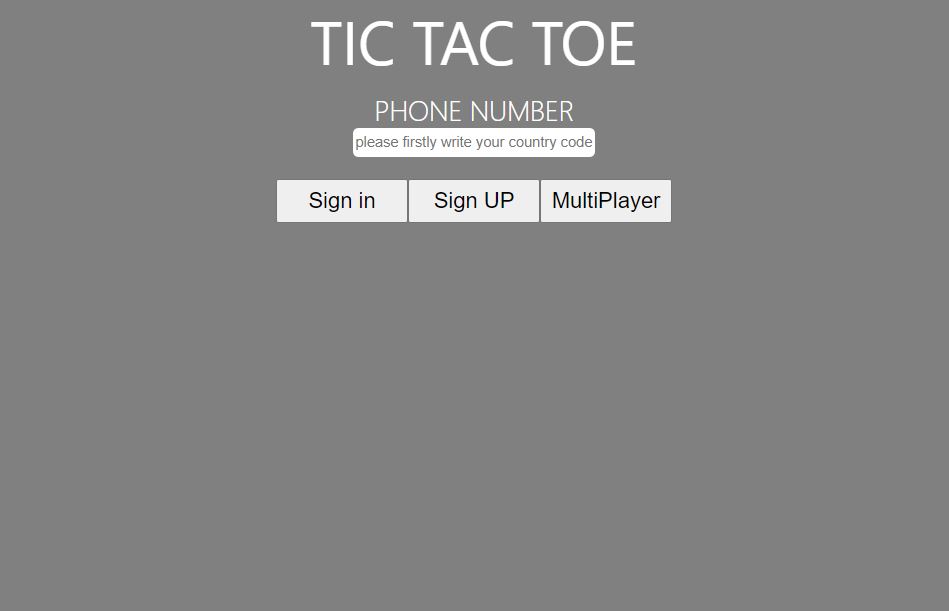 TIC TAC TOE
PHONE NUMBER
please firstly write your country code
Sign in Sign UP MultiPlayer